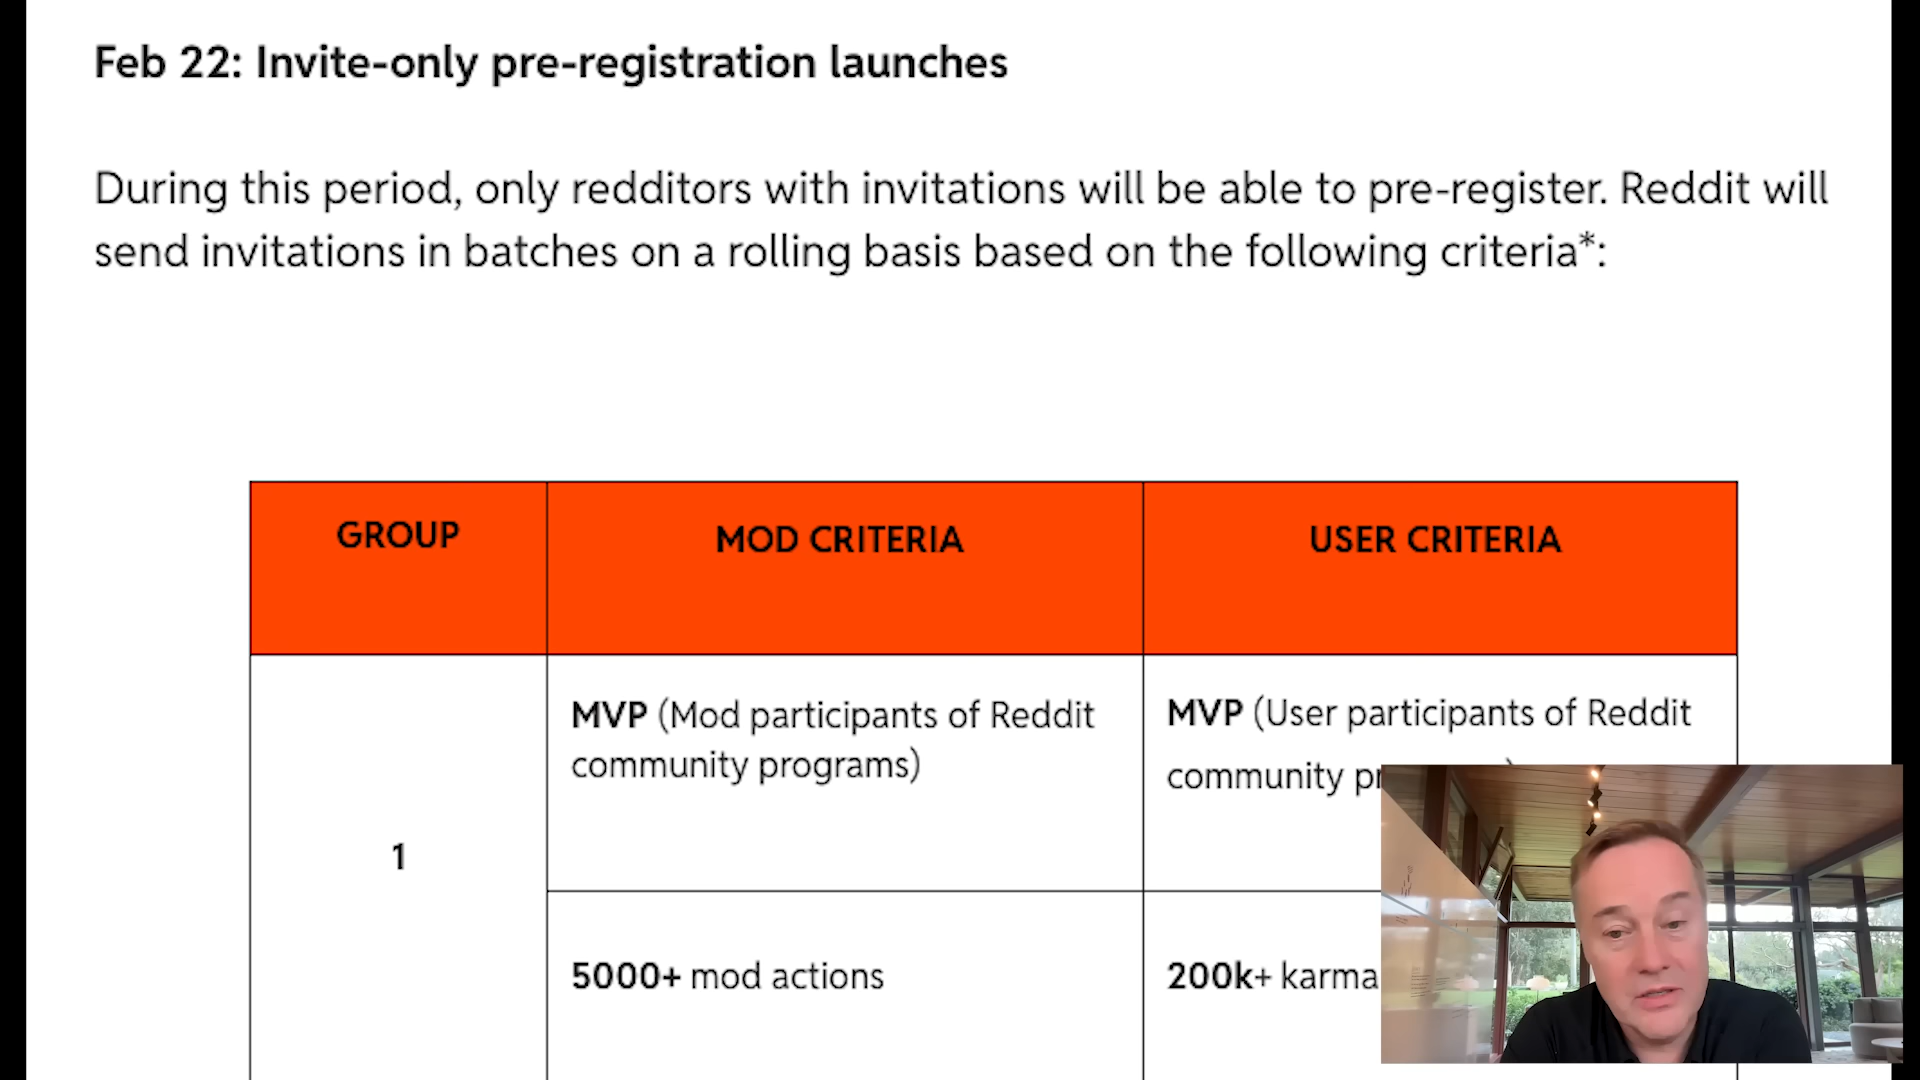 Feb 22: Invite-only pre-registration launches
During this period, only redditors with invitations will be able to pre-register. Reddit will
send invitations in batches on a rolling basis based on the following criteria*:
GROUP
MOD CRITERIA
USER CRITERIA
1
MVP (Mod participants of Reddit
community programs)
MVP (User participants of Reddit
community
5000+ mod actions
200k+ karma